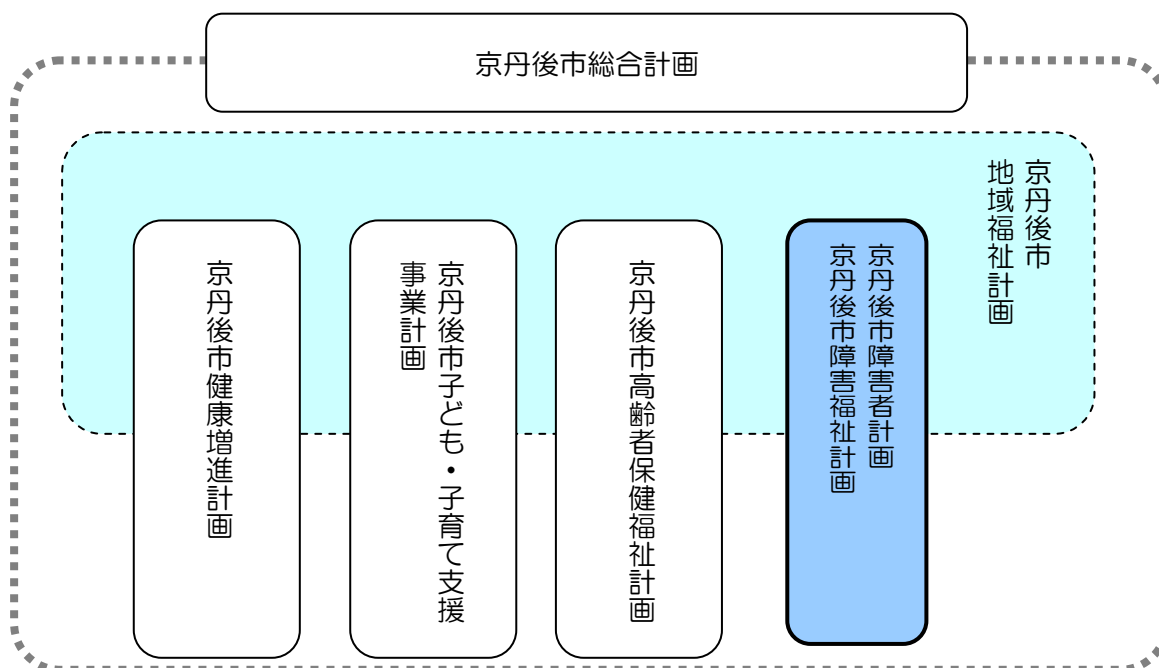 京丹後市総合計画
京丹後市
地域福祉計画
京丹後市障害者計画
京丹後市障害福祉計画
京丹後市高齢者保健福祉計画
京丹後市子ども・子育て支援
事業計画
京丹後市健康増進計画